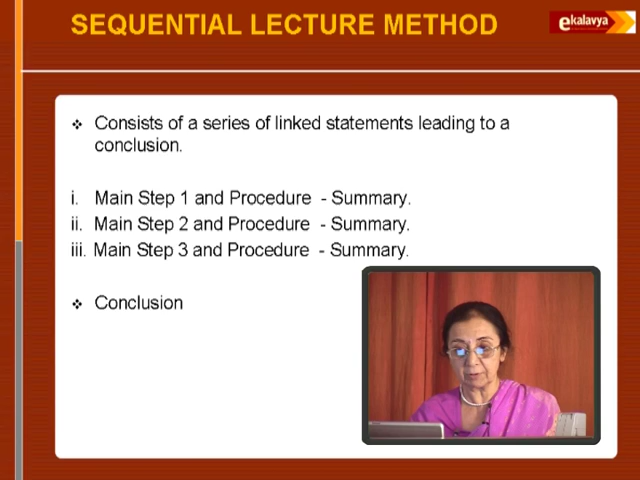 SEQUENTIAL LECTURE METHOD
ekalavya
Consists of a series of linked statements leading to a
conclusion.
i. Main Step 1 and Procedure - Summary.
ii. Main Step 2 and Procedure - Summary.
iii. Main Step 3 and Procedure - Summary.
Conclusion